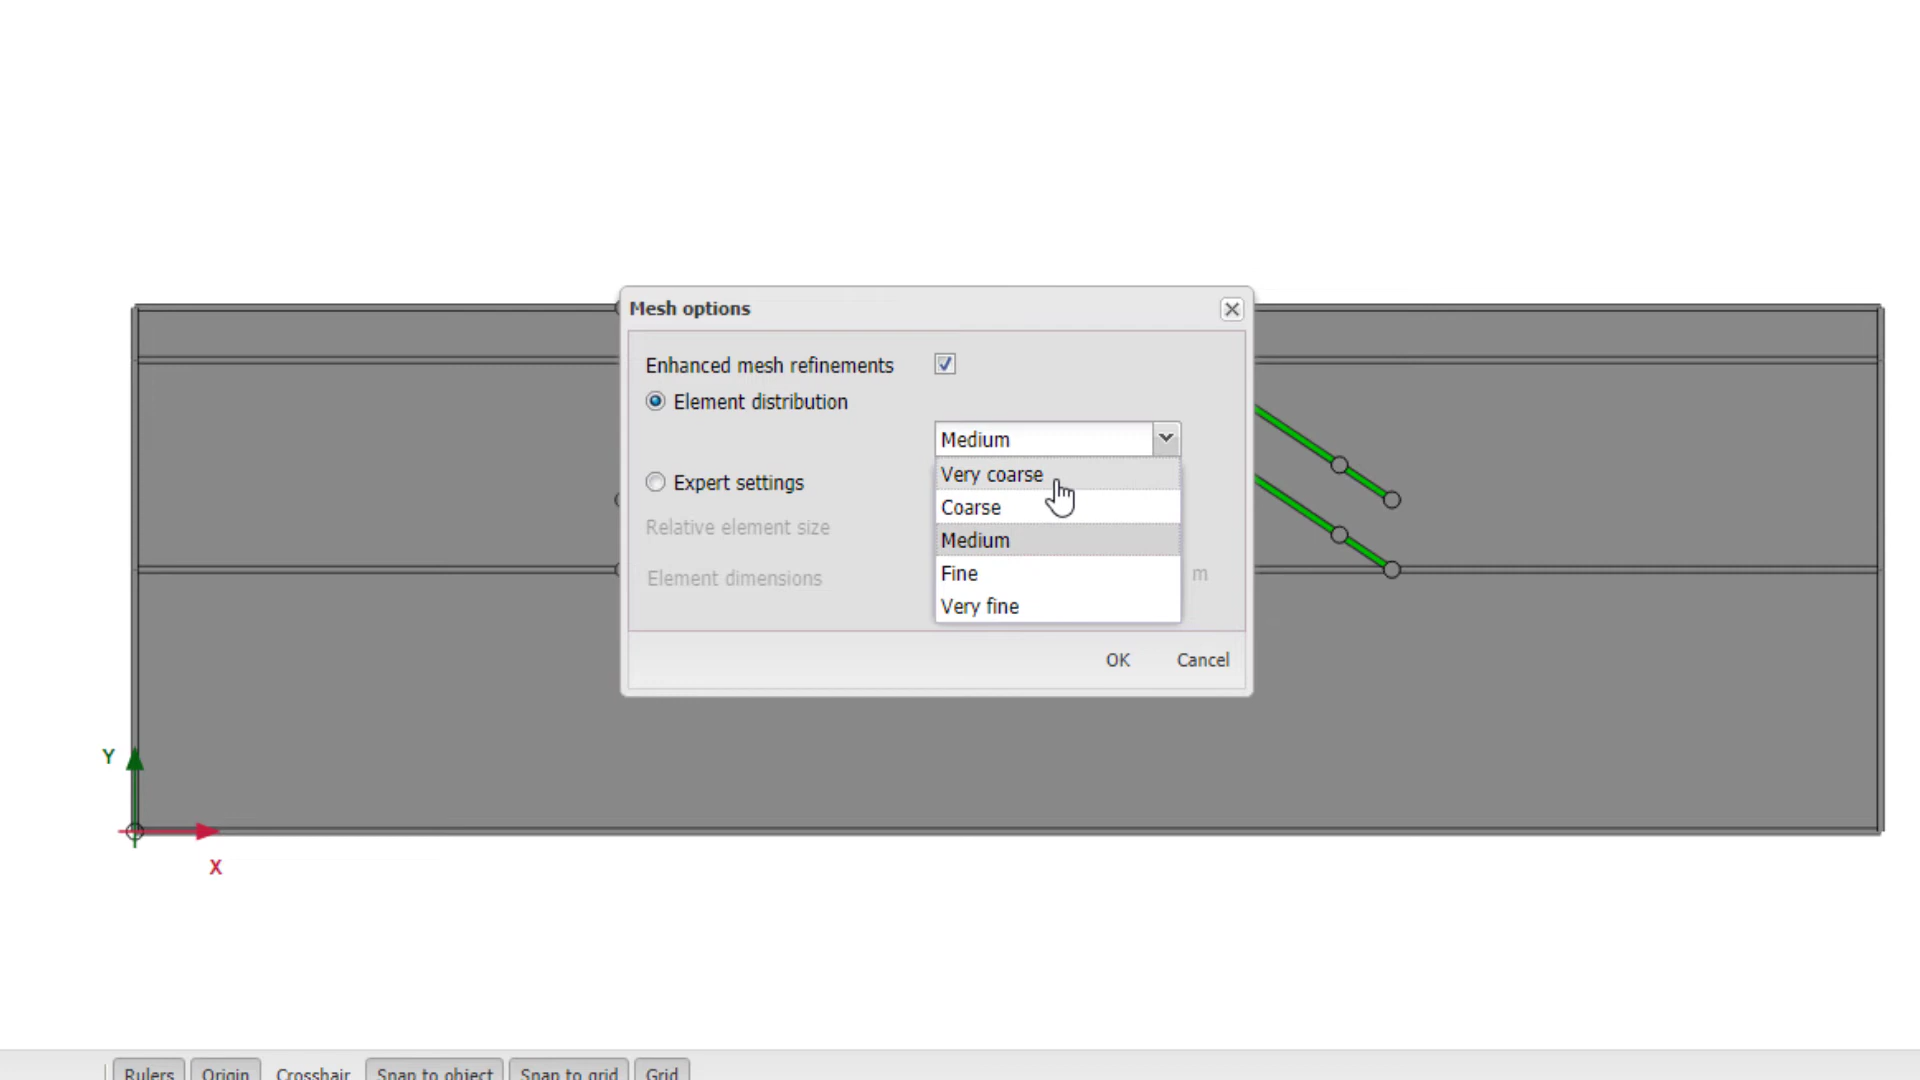 Mesh options
Enhanced mesh refinements
Element distribution
Medium
Very coarse
Expert settings
Coarse
Relative element size
Medium
Element dimensions
Fine
m
Very fine
OK
Cancel
Y
X
Rulers
Origin
Crosshair
Snap to object
Snap to grid
Grid